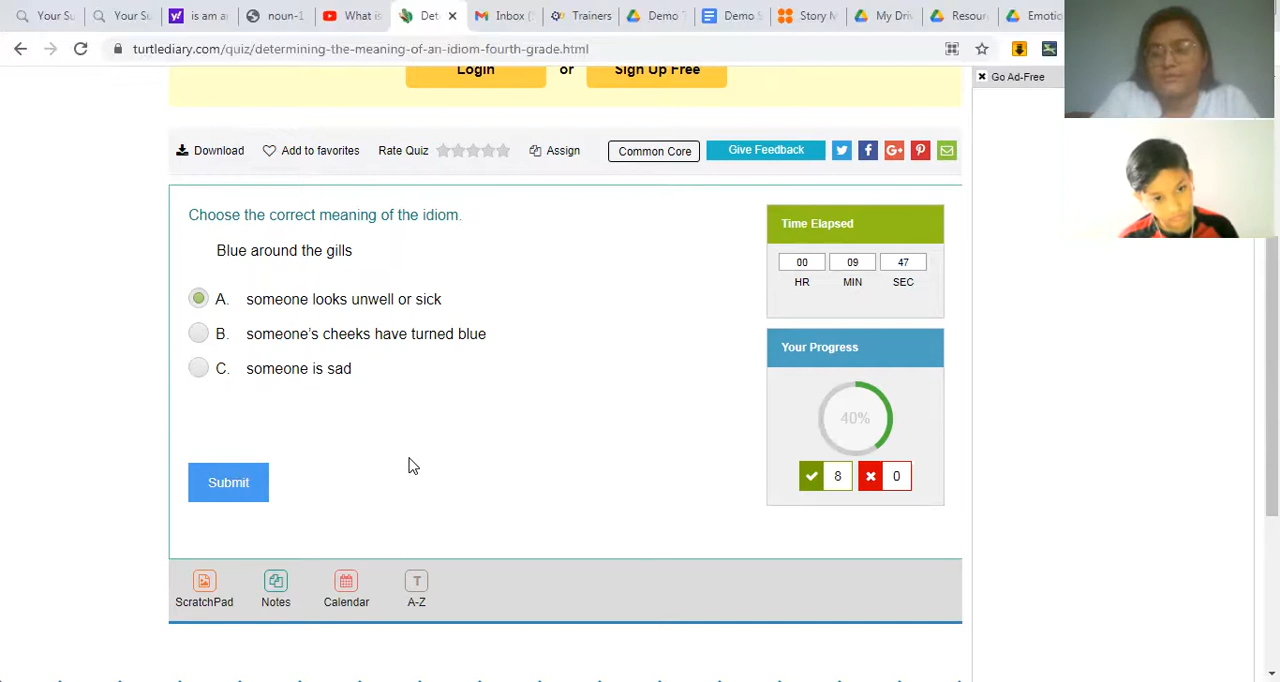 Your Su
Your Su
is am ar
noun-1
What is
Det
Inbox (
Trainers
Demo
Demo S
Story M
My Driv
Resour
Emotio
turtlediary.com/quiz/determining-the-meaning-of-an-idiom-fourth-grade.html
Go Ad-Free
Login or Sign Up Free
Download Add to favorites Rate Quiz Assign Common Core Give Feedback
Choose the correct meaning of the idiom.
Blue around the gills
A. someone looks unwell or sick
B. someone's cheeks have turned blue
C. someone is sad
Submit
Time Elapsed
00 09 47
HR MIN SEC
Your Progress
40%
8 0
ScratchPad Notes Calendar A-Z